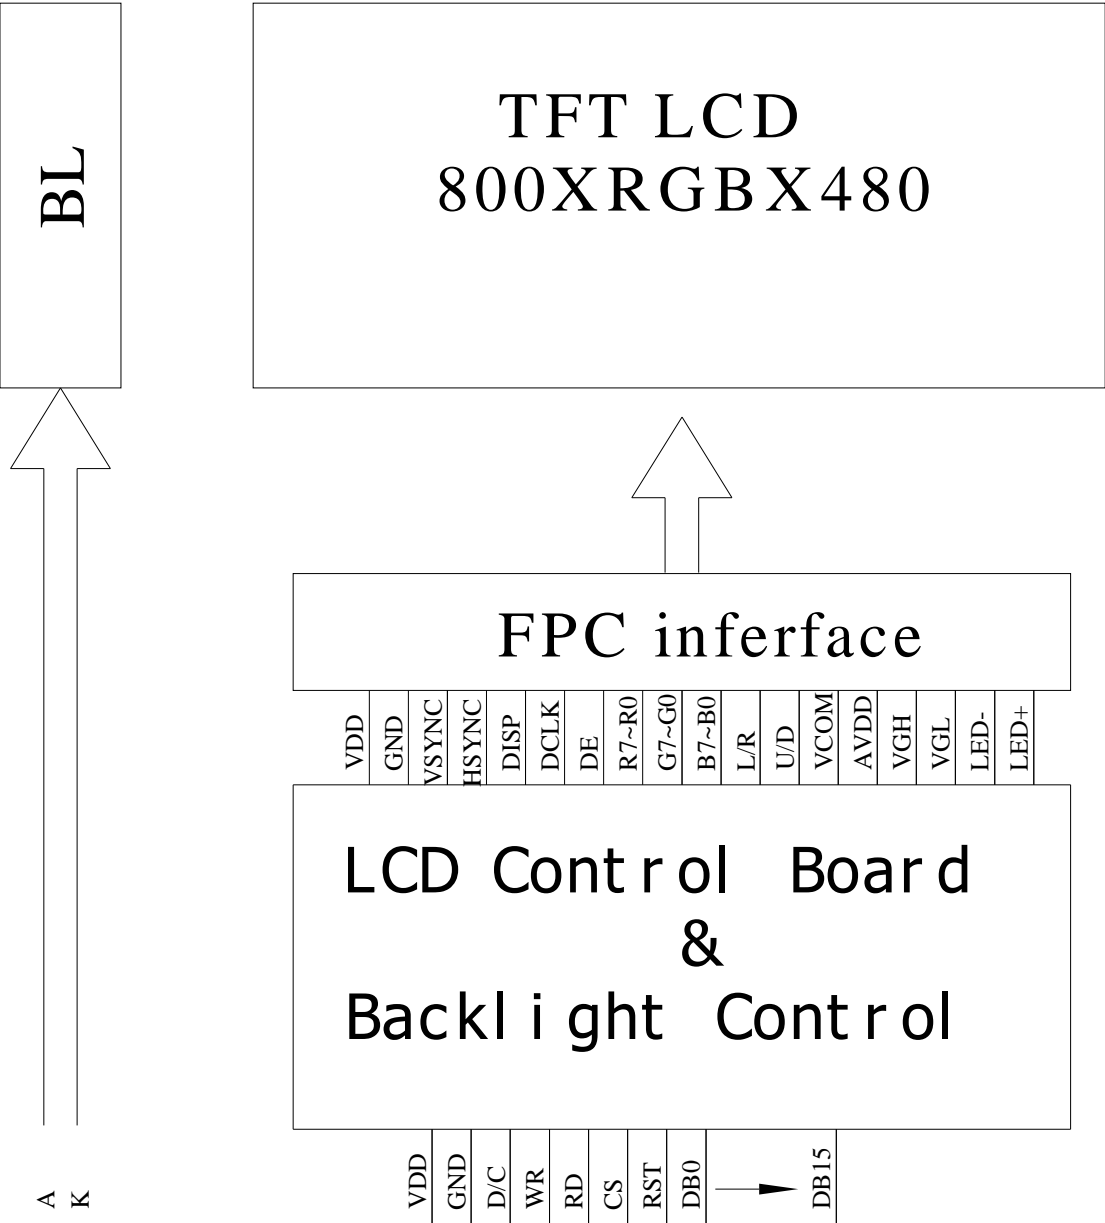 BL
TFT LCD
800XRGBX480
FPC inferface
VDD
GND
VSYNC
HSYNC
DISP
DCLK
DE
R7~R0
G7~G0
B7~B0
L/R
U/D
VCOM
AVDD
VGH
VGL
LED-
LED+
LCD Control Board
&
Backlight Control
A
K
VDD
GND
D/C
WR
RD
CS
RST
DB0
DB15